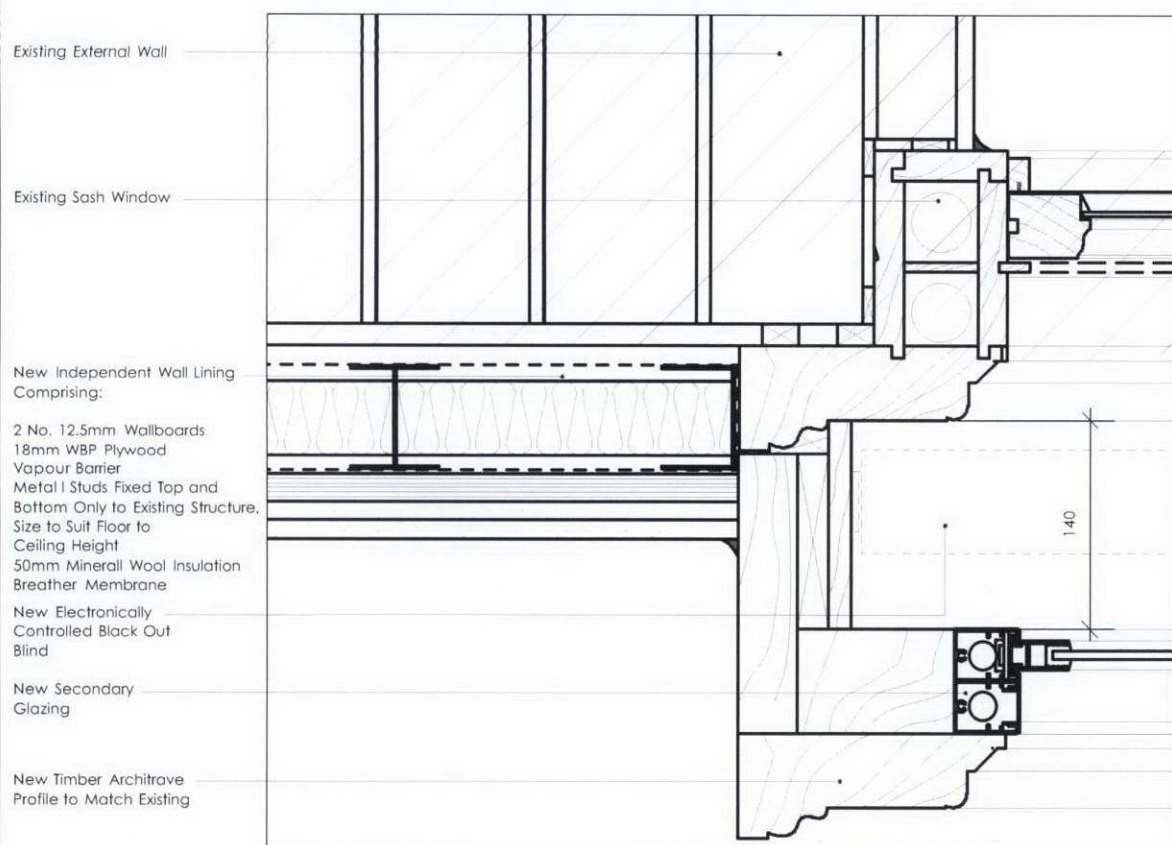 Existing External Wall
Existing Sash Window
New Independent Wall Lining
Comprising:
2 No. 12.5mm Wallboards
18mm WBP Plywood
Vapour Barrier
Metal I Studs Fixed Top and
Bottom Only to Existing Structure,
Size to Suit Floor to
Ceiling Height
50mm Minerall Wool Insulation
Breather Membrane
New Electronically
Controlled Black Out
Blind
New Secondary
Glazing
New Timber Architrave
Profile to Match Existing
140